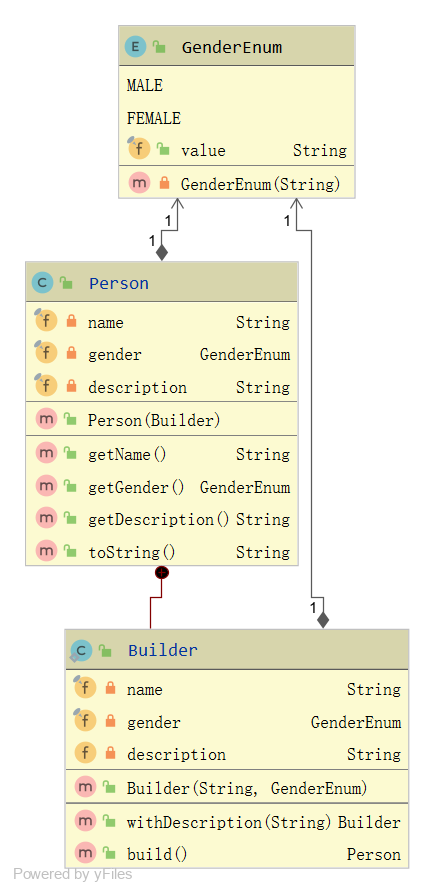 E GenderEnum
MALE
FEMALE
f value String
m GenderEnum(String)
1
1
1
C Person
f name String
f gender GenderEnum
f description String
m Person(Builder)
m getName() String
m getGender() GenderEnum
m getDescription() String
m toString() String
1
C Builder
f name String
f gender GenderEnum
f description String
m Builder(String, GenderEnum)
m withDescription(String) Builder
m build() Person
Powered by yFiles